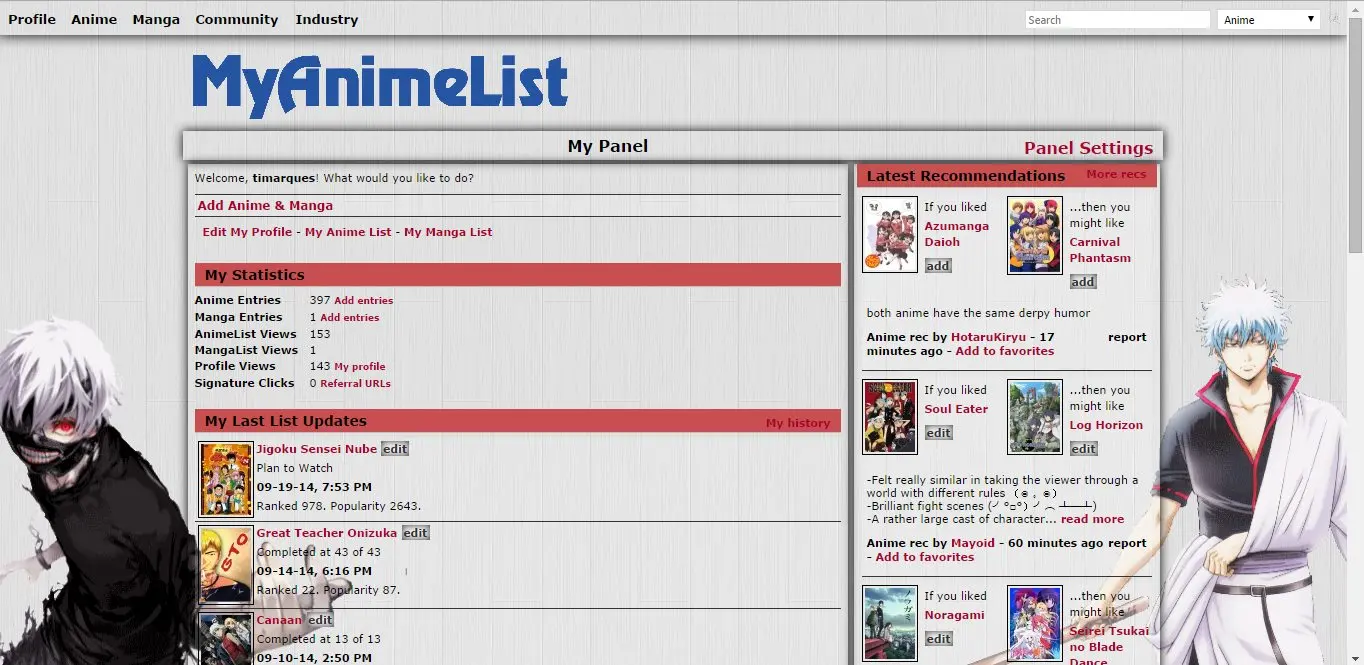 Profile Anime Manga Community Industry
Search
Anime
MyAnimeList
My Panel
Panel Settings
Welcome, timarques! What would you like to do?
Add Anime & Manga
Edit My Profile - My Anime List - My Manga List
My Statistics
Anime Entries 397 Add entries
Manga Entries 1 Add entries
AnimeList Views 153
MangaList Views 1
Profile Views 143 My profile
Signature Clicks 0 Referral URLs
My Last List Updates
My history
Jigoku Sensei Nube edit
Plan to Watch
09-19-14, 7:53 PM
Ranked 978. Popularity 2643.
GTO
Great Teacher Onizuka edit
Completed at 43 of 43
09-14-14, 6:16 PM
Ranked 22. Popularity 87.
Canaan edit
Completed at 13 of 13
09-10-14, 2:50 PM
Latest Recommendations
More recs
If you liked
Azumanga
Daioh
add
...then you
might like
Carnival
Phantasm
add
both anime have the same derpy humor
Anime rec by HotaruKiryu - 17
minutes ago - Add to favorites
report
If you liked
Soul Eater
edit
...then you
might like
Log Horizon
edit
-Felt really similar in taking the viewer through a
world with different rules
-Brilliant fight scenes (╯°□°)╯︵ ┻━┻)
-A rather large cast of character... read more
Anime rec by Mayoid - 60 minutes ago
- Add to favorites
report
If you liked
Noragami
edit
...then you
might like
Seirei Tsukai
no Blade
Dance